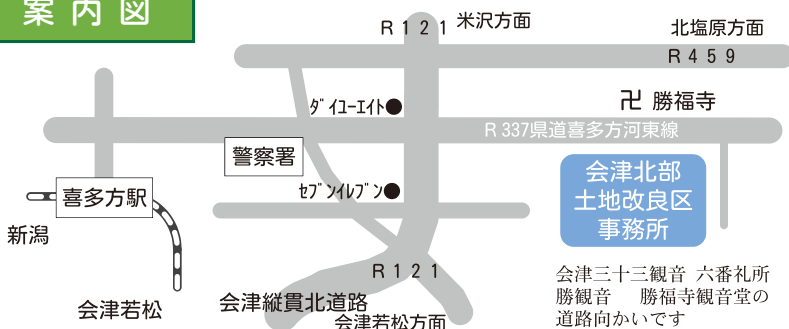 案内図
R121
米沢方面
北塩原方面
R459
ﾀﾞｲﾕｰｴｲﾄ
卍 勝福寺
R337県道喜多方河東線
警察署
会津北部
土地改良区
事務所
喜多方駅
ｾﾌﾞﾝｲﾚﾌﾞﾝ
新潟
R121
会津三十三観音 六番礼所
勝観音 勝福寺観音堂の
道路向かいです
会津若松
会津縦貫北道路
会津若松方面